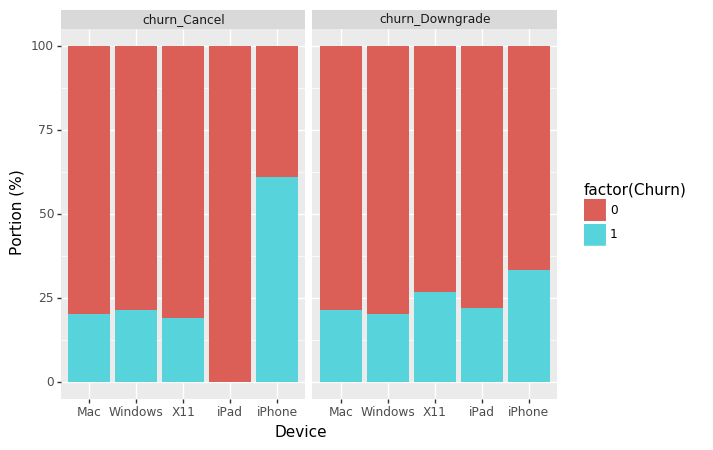 churn_Cancel churn_Downgrade
100
75
50
25
0
Portion (%)
Mac Windows X11 iPad iPhone Mac Windows X11 iPad iPhone
Device
factor(Churn)
0
1